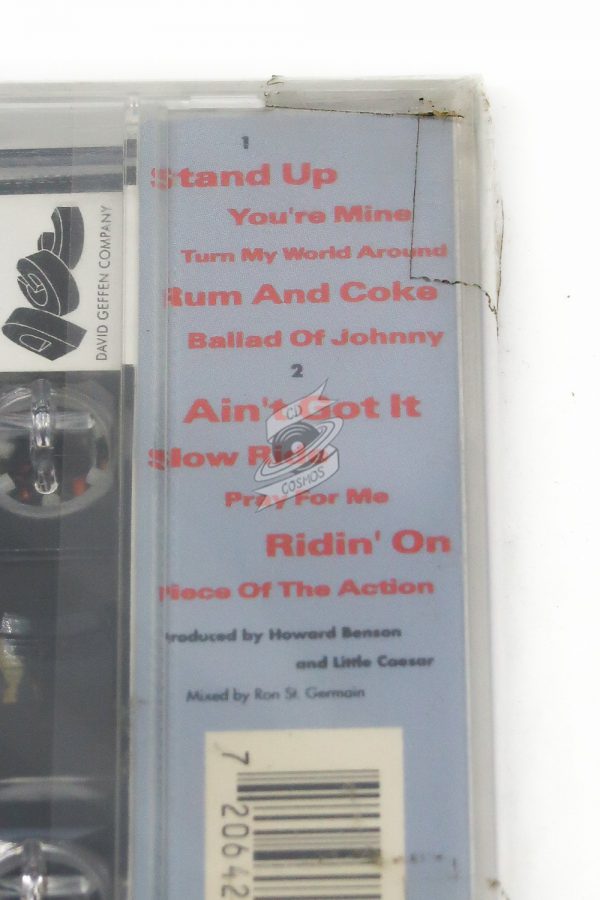 1
Stand Up
You're Mine
Turn My World Around
Rum And Coke
Ballad Of Johnny
2
Ain't Got It
Slow Ride
Pray For Me
Ridin' On
Piece Of The Action
Produced by Howard Benson
and Little Caesar
Mixed by Ron St. Germain
DAVID GEFFEN COMPANY
CD
COSMOS
7 20642